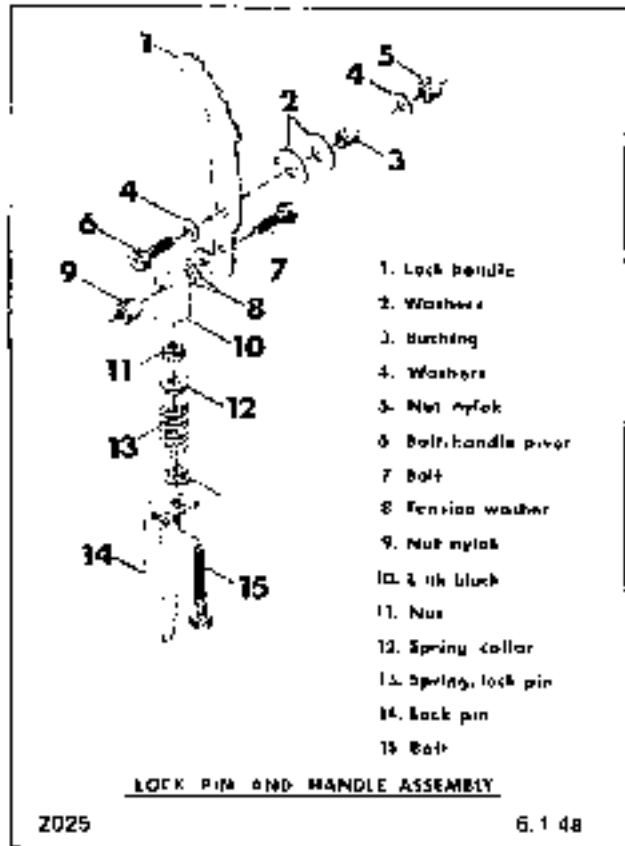 1
5
4
2
3
4
6
9
7
8
10
11
12
13
14
15
1. Lock handle
2. Washers
3. Bushing
4. Washers
5. Nut nylok
6 Bolt, handle pivot
7 Bolt
8 Tension washer
9. Nut nylok
10. block
11. Nut
12. Spring collar
13. Spring, lock pin
14. Lock pin
15 Bolt
LOCK PIN AND HANDLE ASSEMBLY
2025
6.1 48